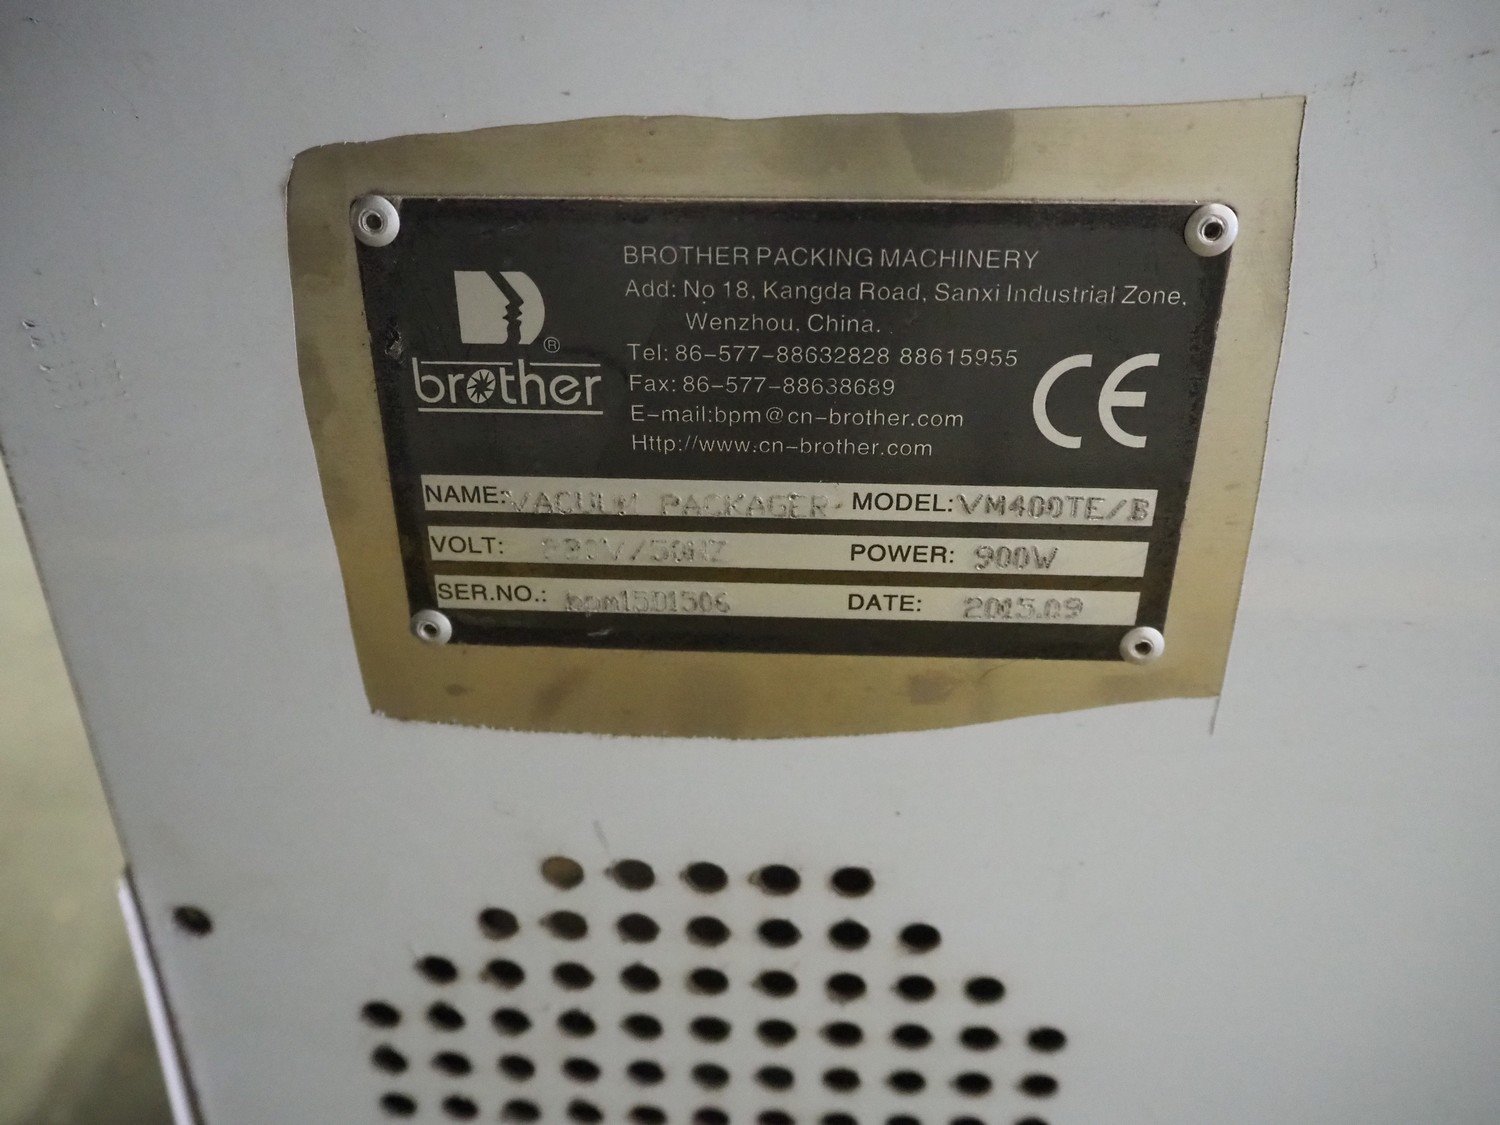 BROTHER PACKING MACHINERY
Add: No 18, Kangda Road, Sanxi Industrial Zone,
Wenzhou, China.
Tel: 86-577-88632828 88615955
Fax: 86-577-88638689
E-mail:bpm@cn-brother.com
Http://www.cn-brother.com
®
brother
CE
NAME: VACUUM PACKAGER MODEL: VM400TE/B
VOLT: POWER: 900W
SER.NO.: bpm1501506 DATE: 2015.09